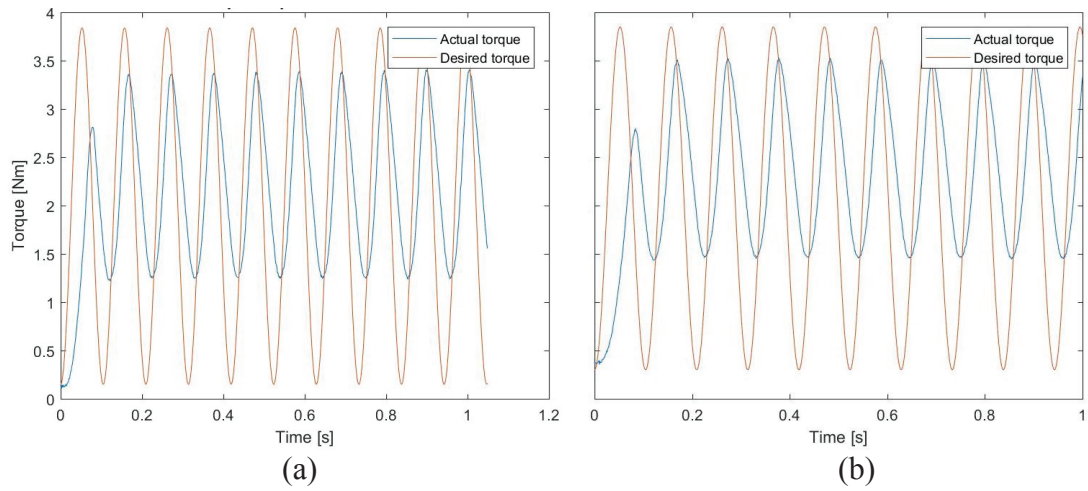 4
3.5
3
2.5
2
1.5
1
0.5
0
Torque [Nm]
Actual torque
Desired torque
0 0.2 0.4 0.6 0.8 1 1.2
Time [s]
(a)
Actual torque
Desired torque
0 0.2 0.4 0.6 0.8 1
Time [s]
(b)